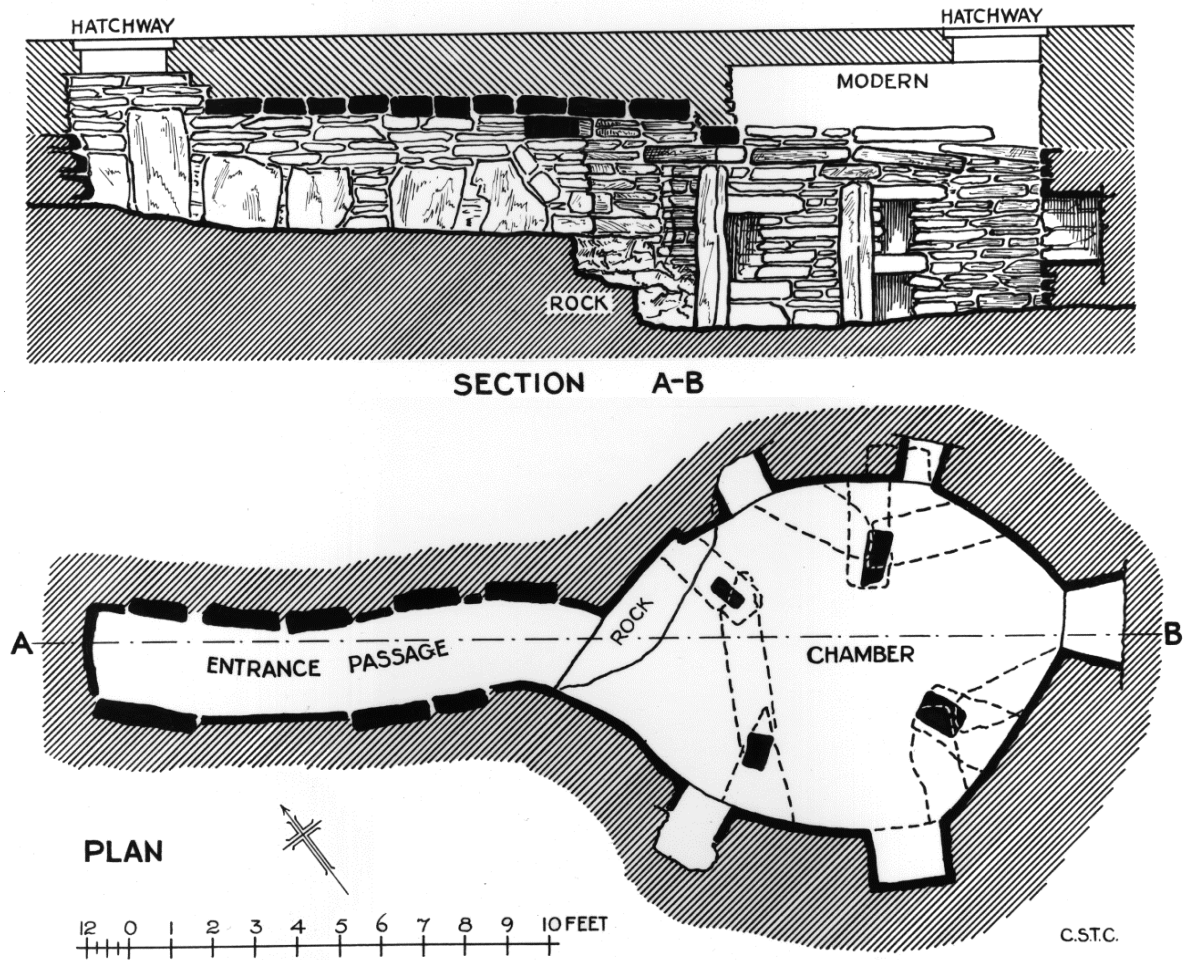 HATCHWAY
HATCHWAY
MODERN
ROCK
SECTION A-B
A
ENTRANCE PASSAGE
ROCK
CHAMBER
B
PLAN
12 0 1 2 3 4 5 6 7 8 9 10 FEET
C.S.T.C.